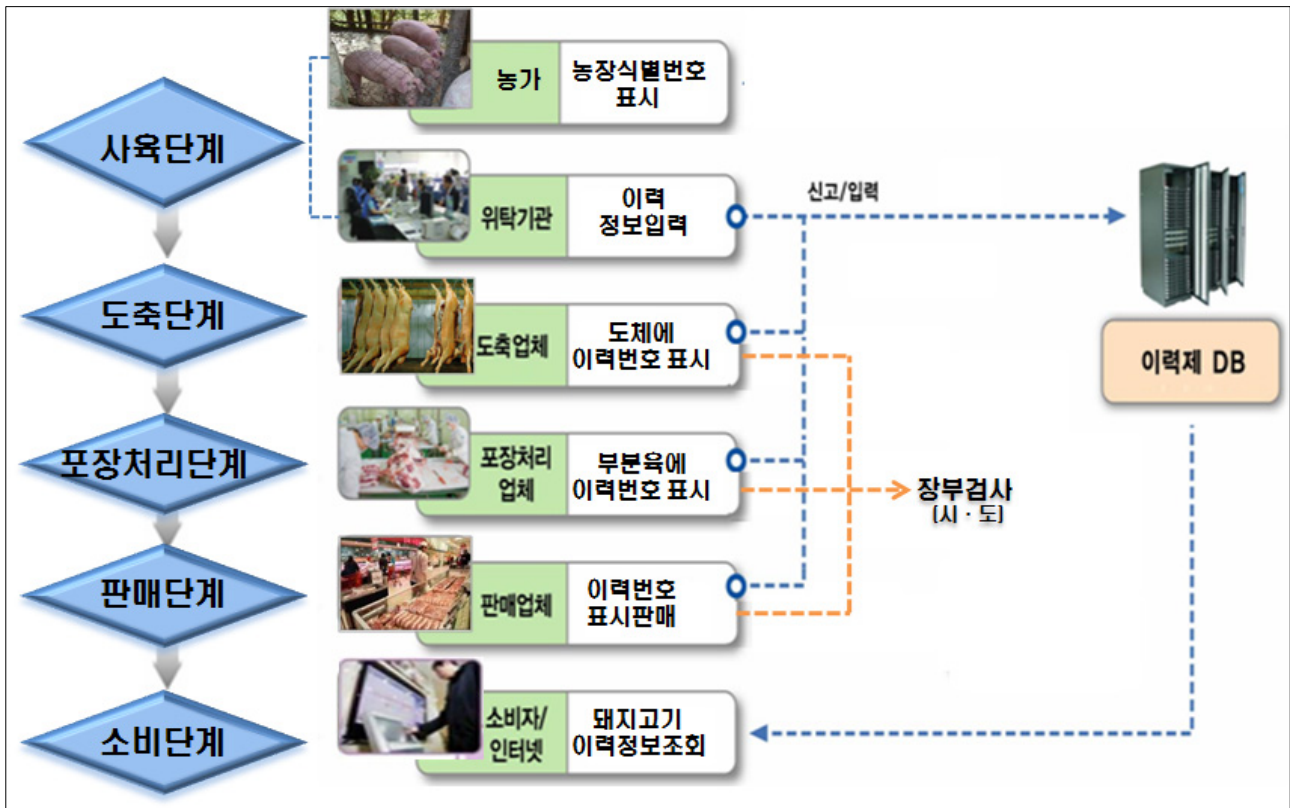 사육단계
농가
농장식별번호
표시
위탁기관
이력
정보입력
신고/입력
이력제 DB
도축단계
도축업체
도체에
이력번호 표시
포장처리단계
포장처리
업체
부분육에
이력번호 표시
장부검사
(시 · 도)
판매단계
판매업체
이력번호
표시판매
소비단계
소비자/
인터넷
돼지고기
이력정보조회